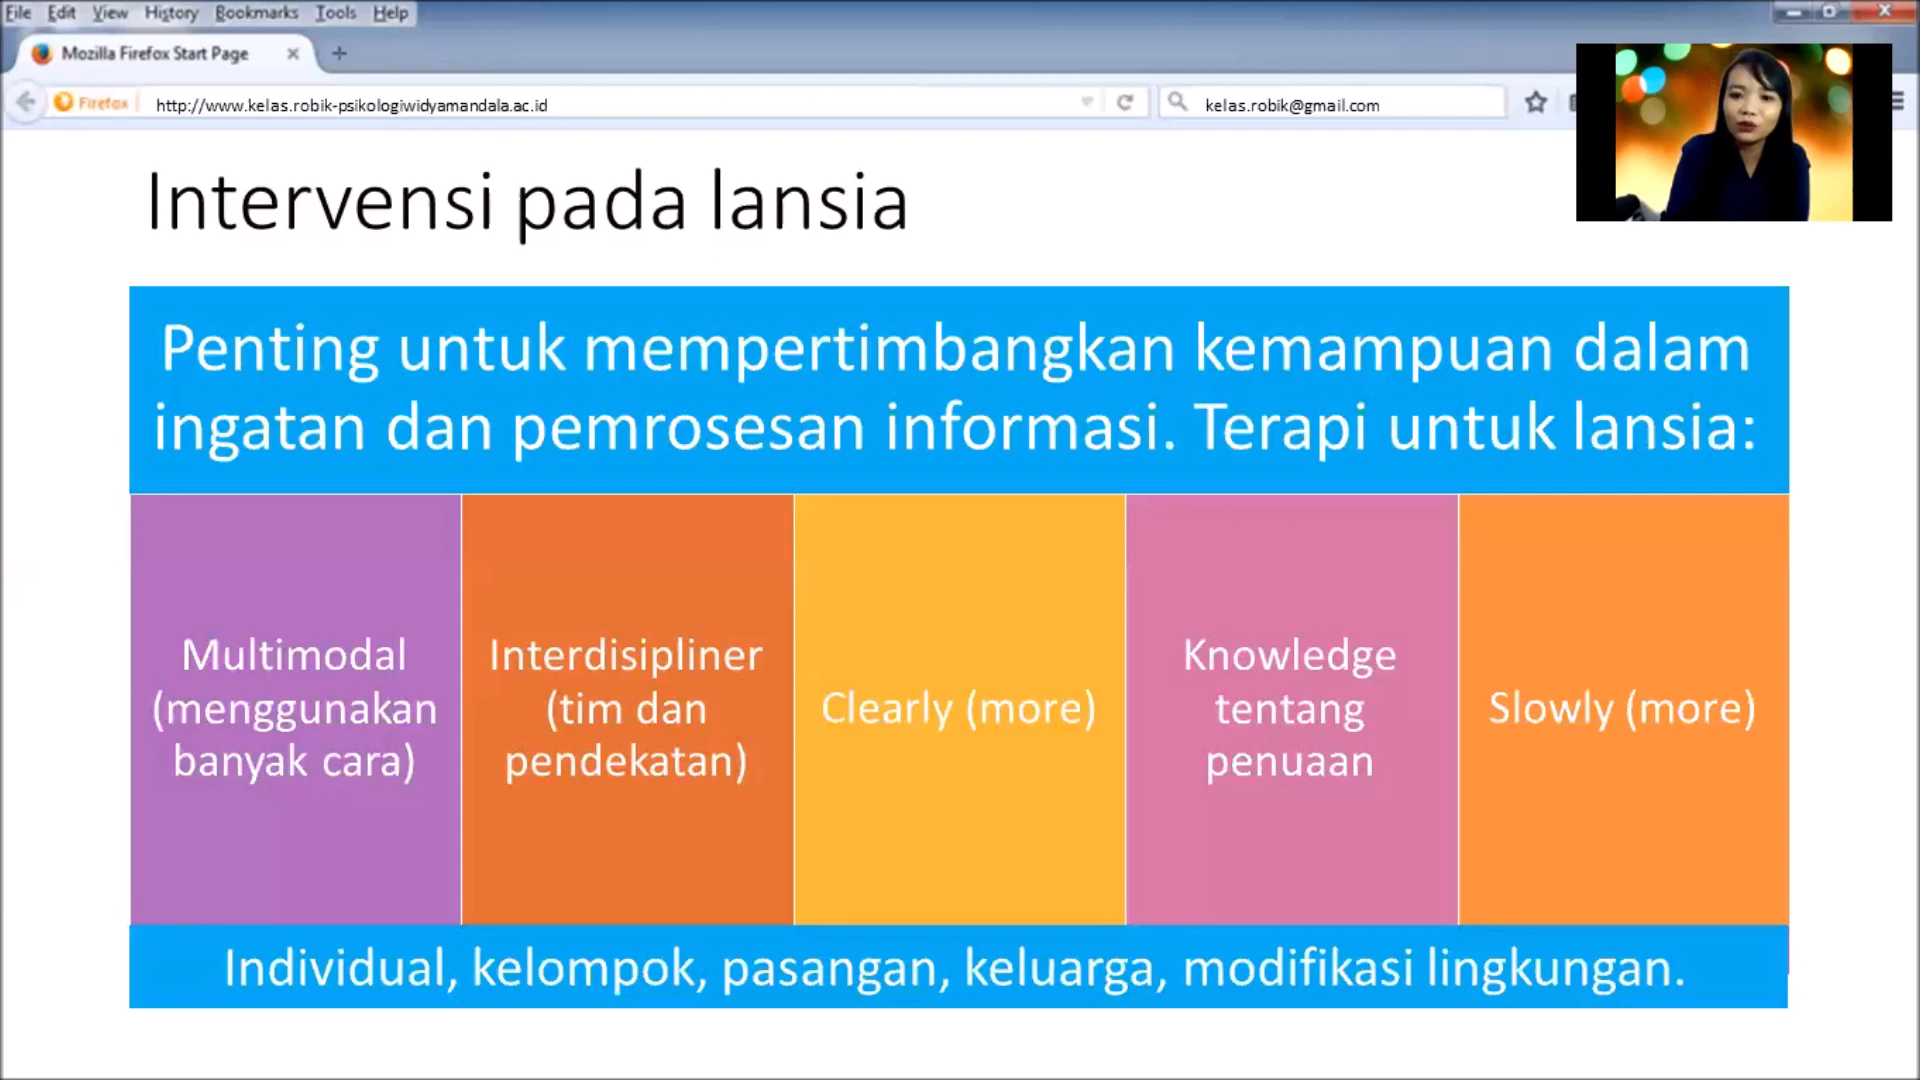 File Edit View History Bookmarks Tools Help
Mozilla Firefox Start Page
Firefox http://www.kelas.robik-psikologiwidyamandala.ac.id kelas.robik@gmail.com
Intervensi pada lansia
Penting untuk mempertimbangkan kemampuan dalam
ingatan dan pemrosesan informasi. Terapi untuk lansia:
Multimodal
(menggunakan
banyak cara)
Interdisipliner
(tim dan
pendekatan)
Clearly (more)
Knowledge
tentang
penuaan
Slowly (more)
Individual, kelompok, pasangan, keluarga, modifikasi lingkungan.